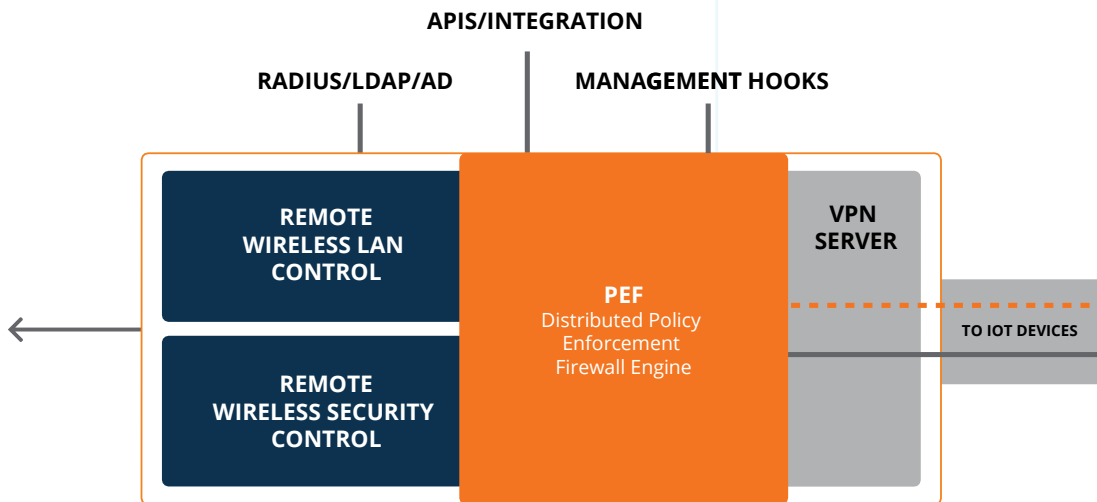 APIS/INTEGRATION
RADIUS/LDAP/AD
MANAGEMENT HOOKS
REMOTE
WIRELESS LAN
CONTROL
REMOTE
WIRELESS SECURITY
CONTROL
PEF
Distributed Policy
Enforcement
Firewall Engine
VPN
SERVER
TO IOT DEVICES